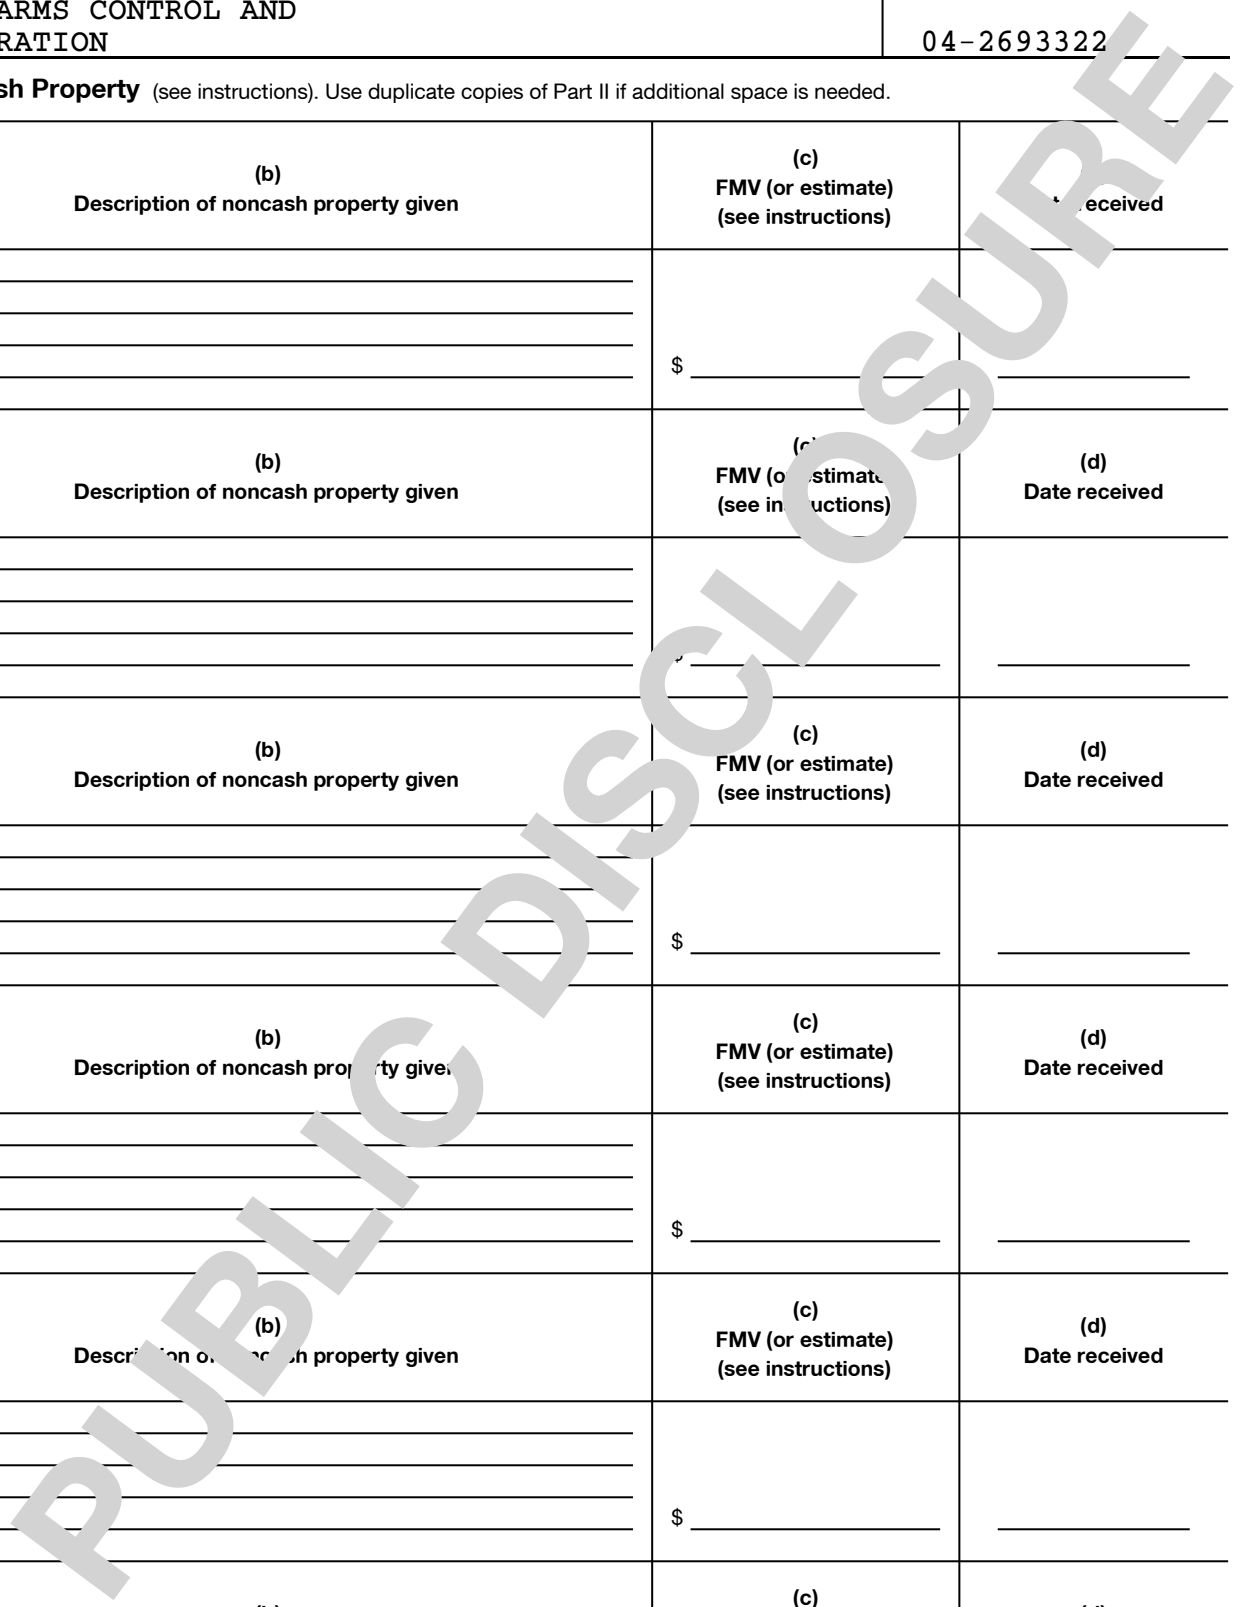 ARMS CONTROL AND
RATION 04-2693322
sh Property (see instructions). Use duplicate copies of Part II if additional space is needed.
(b) (c)
Description of noncash property given FMV (or estimate) received
(see instructions)
$
(b) (d)
Description of noncash property given FMV Date received
(see
(b) (c) (d)
Description of noncash property given FMV (or estimate) Date received
(see instructions)
$
(b) (c) (d)
Description of noncash FMV (or estimate) Date received
(see instructions)
$
(b) (c) (d)
property given FMV (or estimate) Date received
(see instructions)
$
(c)
PUBLIC DISCLOSURE